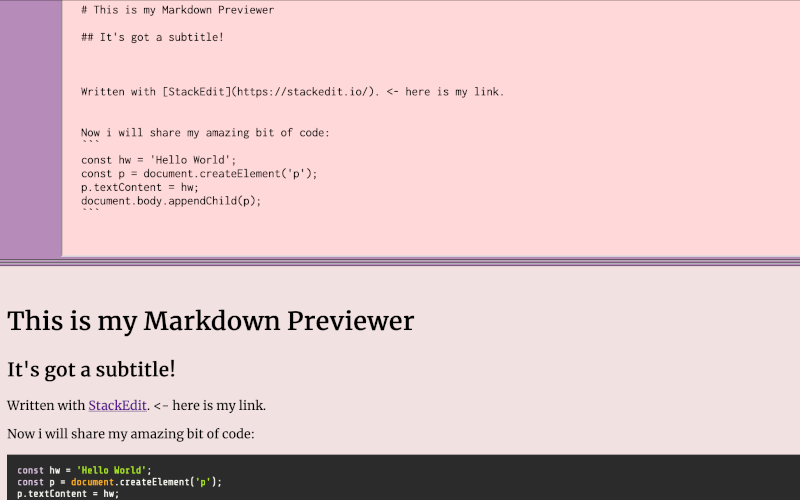 # This is my Markdown Previewer
## It's got a subtitle!
Written with [StackEdit](https://stackedit.io/). <- here is my link.
Now i will share my amazing bit of code:
```
const hw = 'Hello World';
const p = document.createElement('p');
p.textContent = hw;
document.body.appendChild(p);
```
This is my Markdown Previewer
It's got a subtitle!
Written with StackEdit. <- here is my link.
Now i will share my amazing bit of code:
const hw = 'Hello World';
const p = document.createElement('p');
p.textContent = hw;